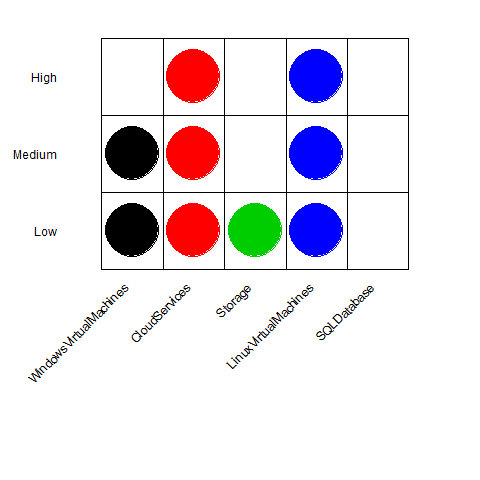 High
Medium
Low
WindowsVirtualMachines
CloudServices
Storage
LinuxVirtualMachines
SQLDatabase